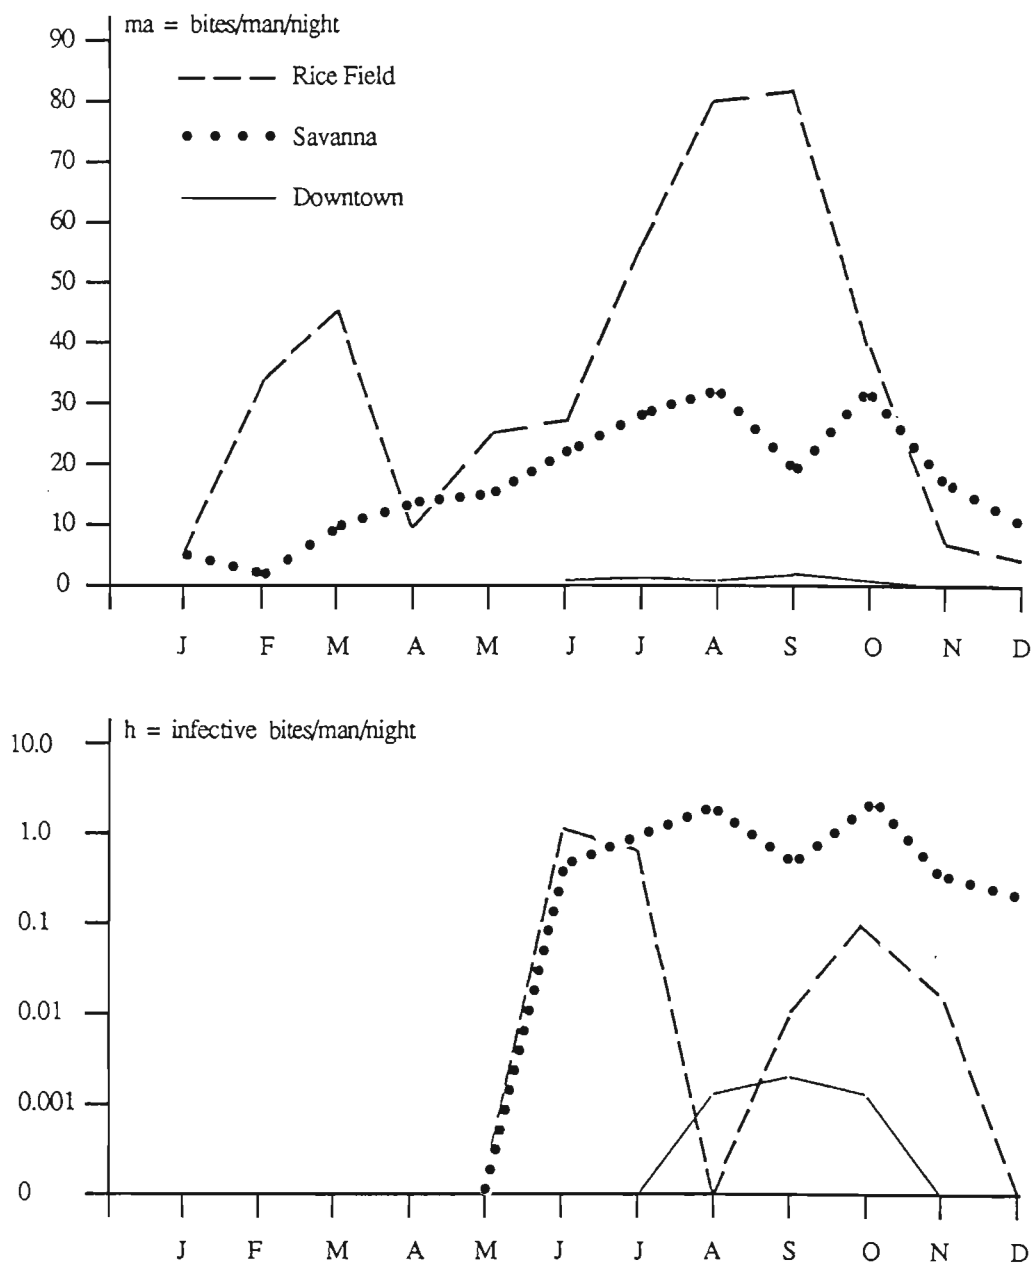 ma = bites/man/night
90
80
70
60
50
40
30
20
10
0
Rice Field
Savanna
Downtown
J F M A M J J A S O N D
h = infective bites/man/night
10.0
1.0
0.1
0.01
0.001
0
J F M A M J J A S O N D